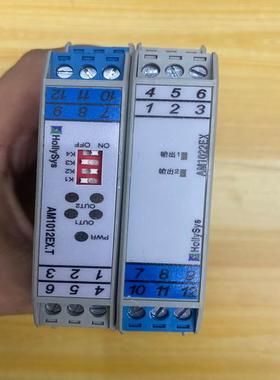 12 11 10
9 8 7
ON OFF
K4
K3
K2
K1
OUT2
OUT1
PWR
HollySys
AM1012EX.T
3 2 1
6 5 4
4 5 6
1 2 3
输出1
输出2
AM1022EX
HollySys
7 8 9
10 11 12